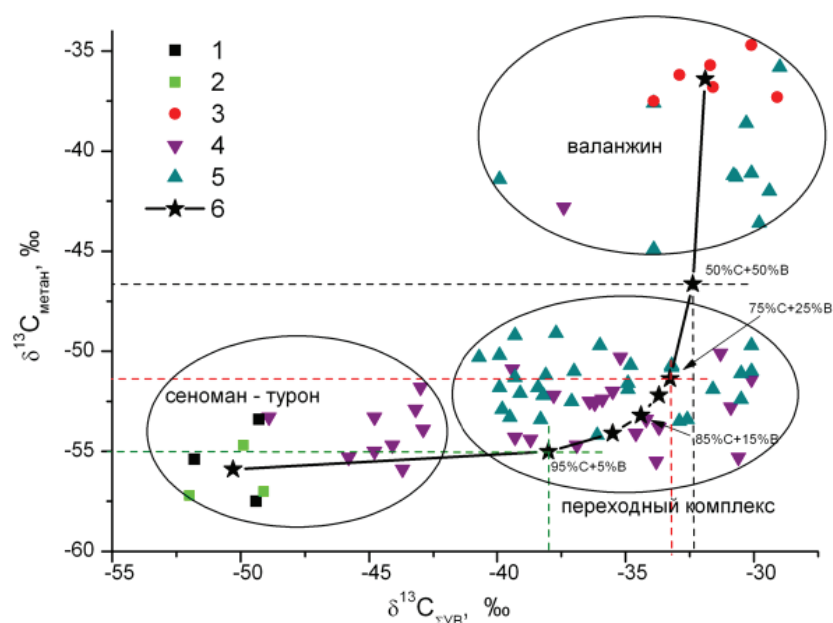 1
2
3
4
5
6
валанжин
50%С+50%В
75%С+25%В
сеноман - турон
85%С+15%В
95%С+5%В
переходный комплекс
δ¹³Cметан, ‰
-35
-40
-45
-50
-55
-60
-55
-50
-45
-40
-35
-30
δ¹³CΣУВ, ‰